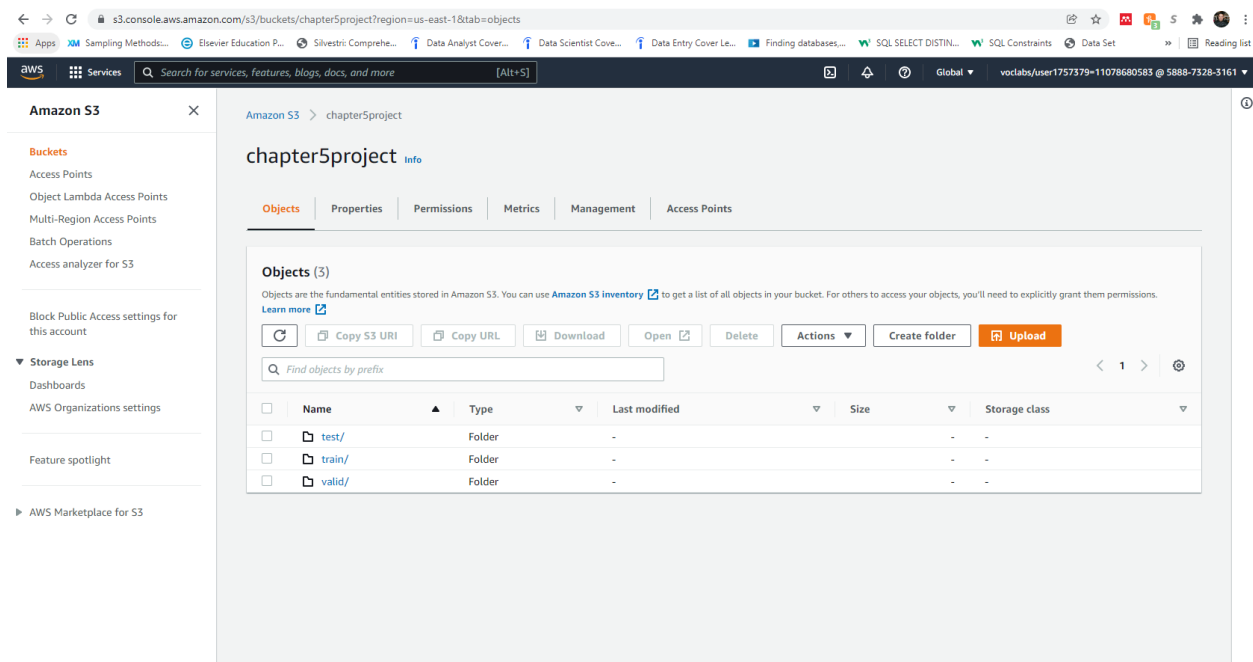 s3.console.aws.amazon.com/s3/buckets/chapter5project?region=us-east-1&tab=objects
Apps XM Sampling Methods:... Elsevier Education P... Silvestri: Comprehe... Data Analyst Cover... Data Scientist Cove... Data Entry Cover Le... Finding databases,... SQL SELECT DISTIN... SQL Constraints Data Set » Reading list
aws Services Search for services, features, blogs, docs, and more [Alt+S] Global voclabs/user1757379=11078680583 @ 5888-7328-3161
Amazon S3
Buckets
Access Points
Object Lambda Access Points
Multi-Region Access Points
Batch Operations
Access analyzer for S3
Block Public Access settings for
this account
Storage Lens
Dashboards
AWS Organizations settings
Feature spotlight
AWS Marketplace for S3
Amazon S3 > chapter5project
chapter5project Info
Objects Properties Permissions Metrics Management Access Points
Objects (3)
Objects are the fundamental entities stored in Amazon S3. You can use Amazon S3 inventory to get a list of all objects in your bucket. For others to access your objects, you'll need to explicitly grant them permissions.
Learn more
Copy S3 URI Copy URL Download Open Delete Actions Create folder Upload
Find objects by prefix
< 1 >
Name Type Last modified Size Storage class
test/ Folder - - -
train/ Folder - - -
valid/ Folder - - -